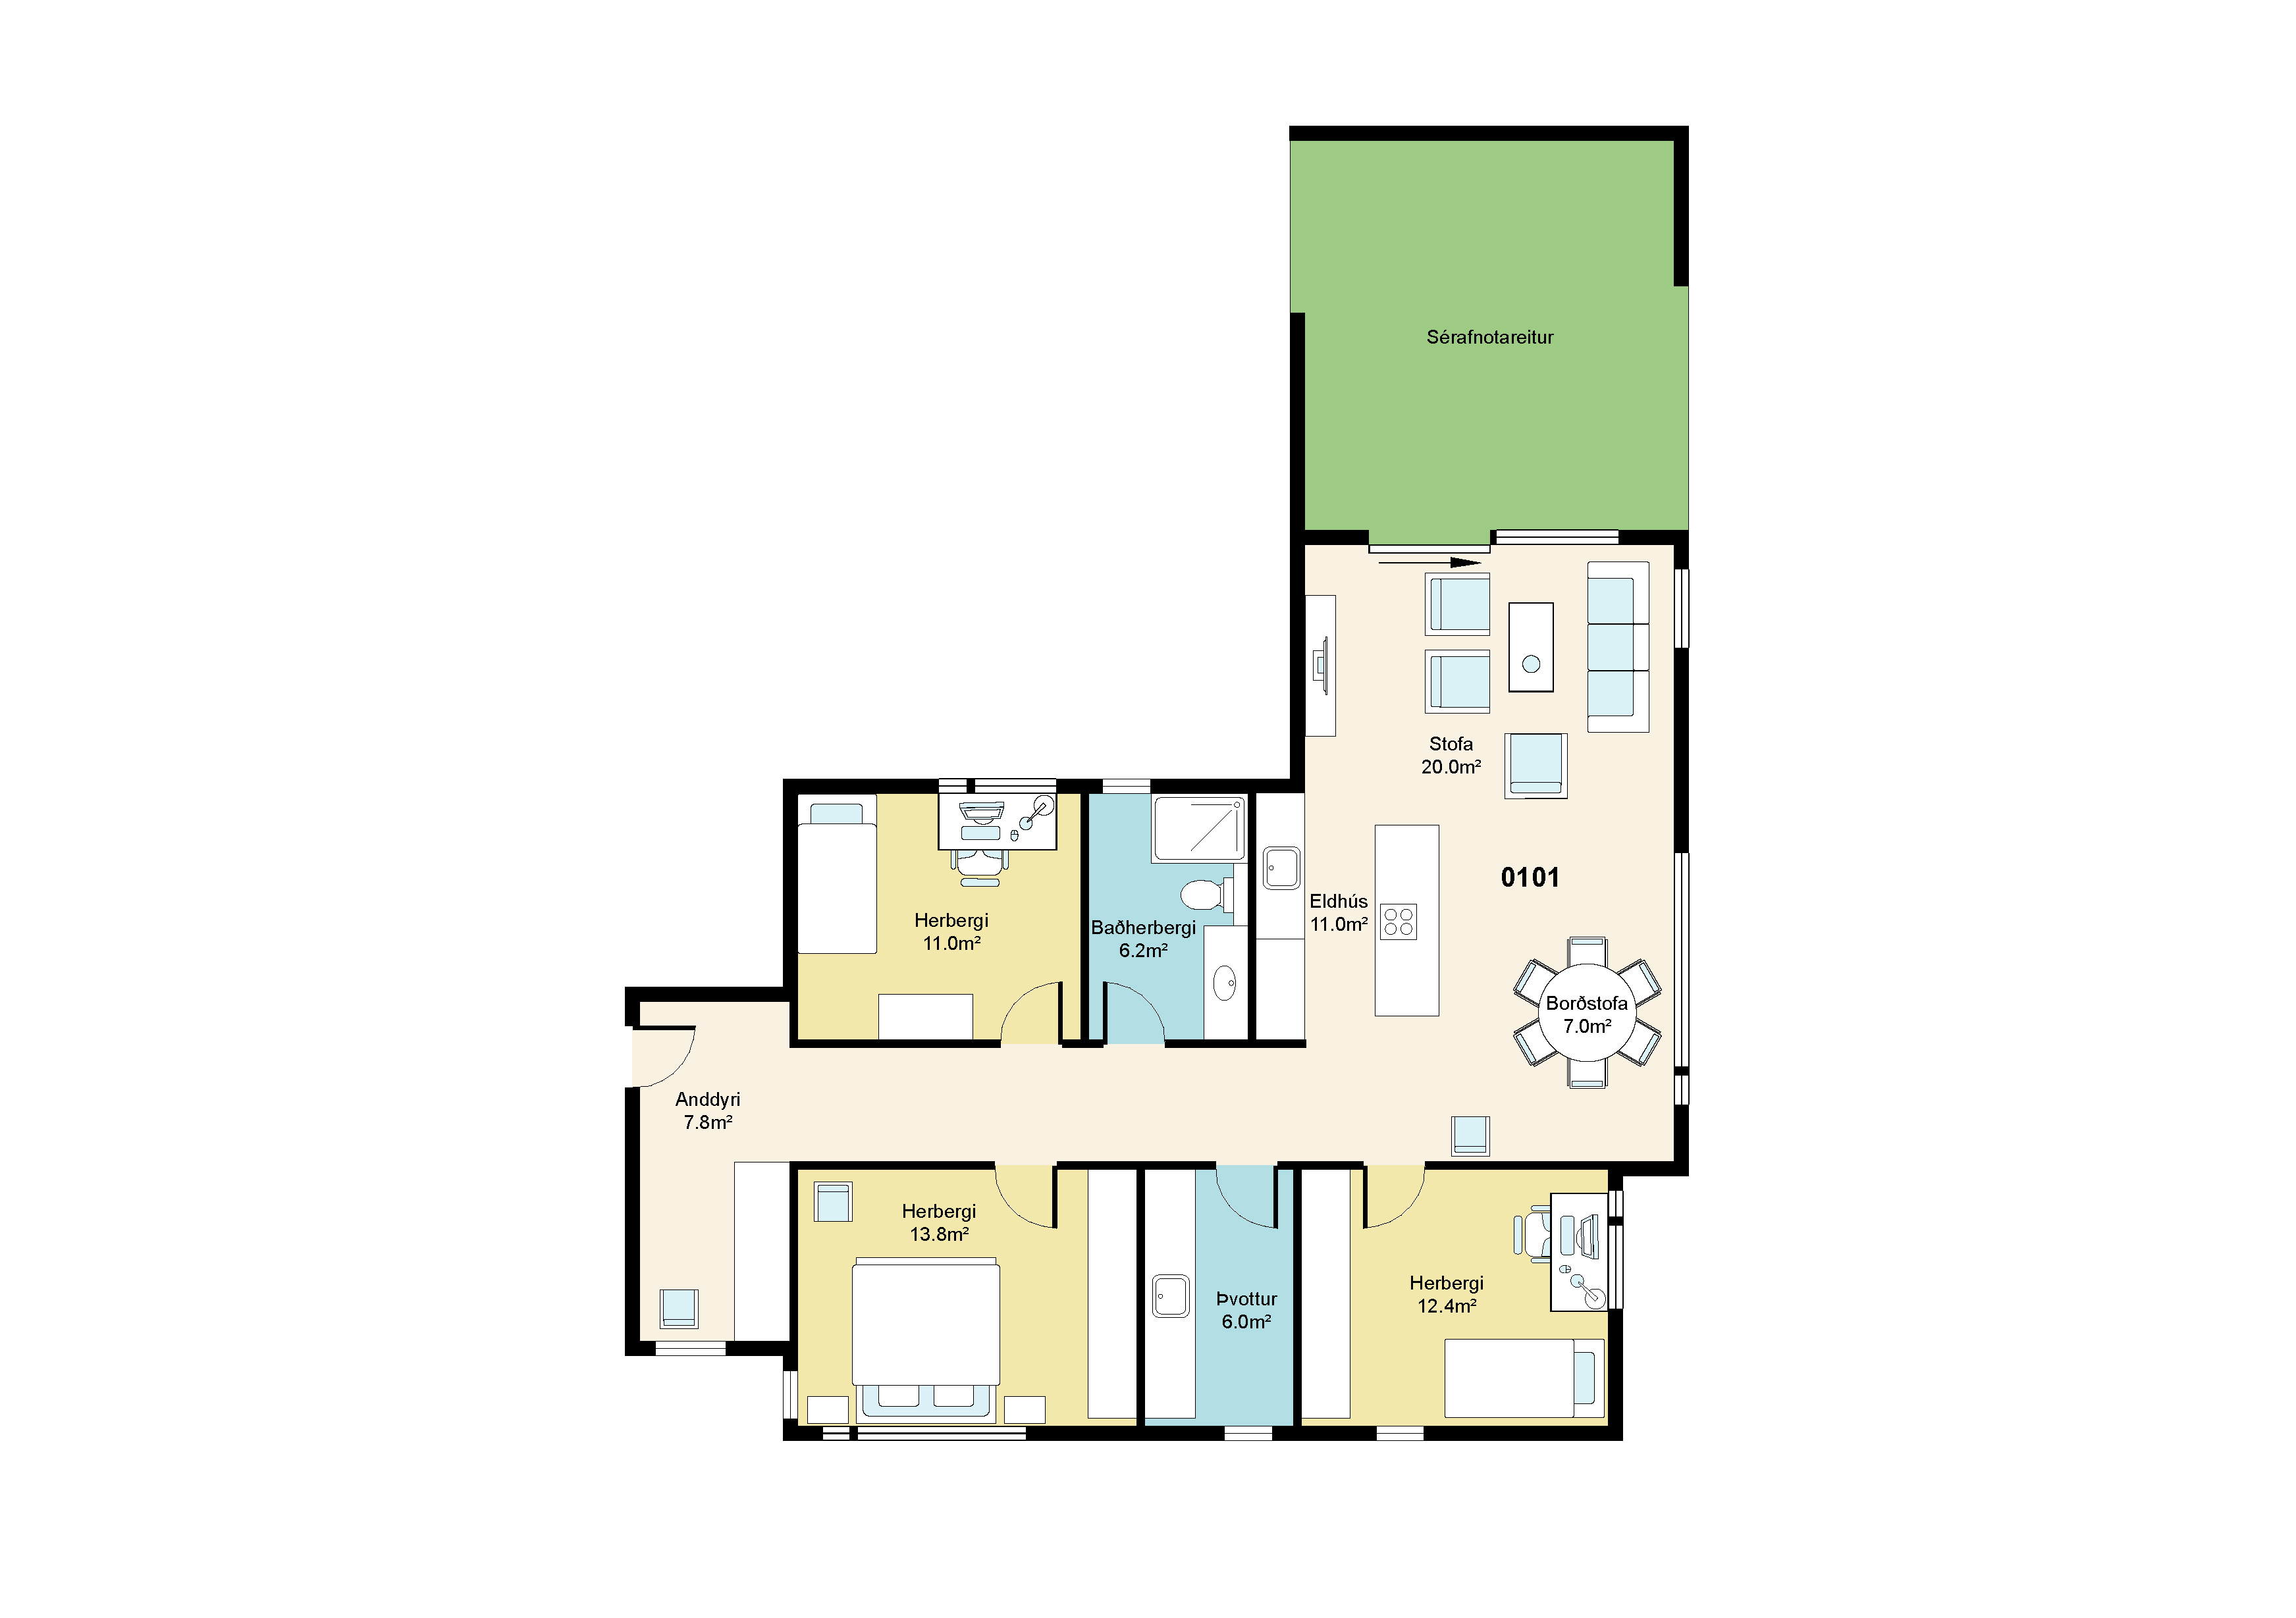 Sérafnotareitur
Stofa
20.0m²
0101
Eldhús
11.0m²
Herbergi
11.0m²
Baðherbergi
6.2m²
Borðstofa
7.0m²
Anddyri
7.8m²
Herbergi
13.8m²
Þvottur
6.0m²
Herbergi
12.4m²